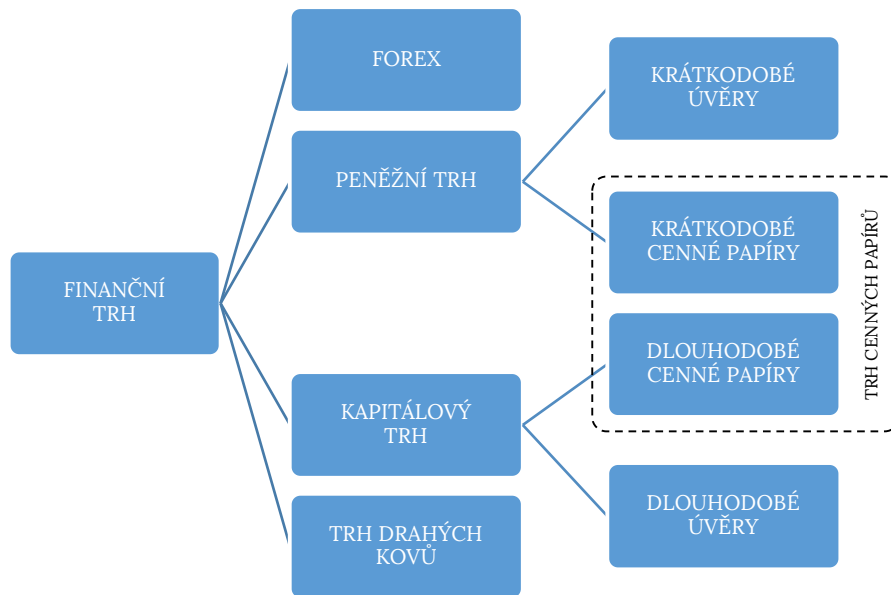 FOREX
KRÁTKODOBÉ
ÚVĚRY
PENĚŽNÍ TRH
KRÁTKODOBÉ
CENNÉ PAPÍRY
TRH CENNÝCH PAPÍRŮ
FINANČNÍ
TRH
DLOUHODOBÉ
CENNÉ PAPÍRY
KAPITÁLOVÝ
TRH
DLOUHODOBÉ
ÚVĚRY
TRH DRAHÝCH
KOVŮ